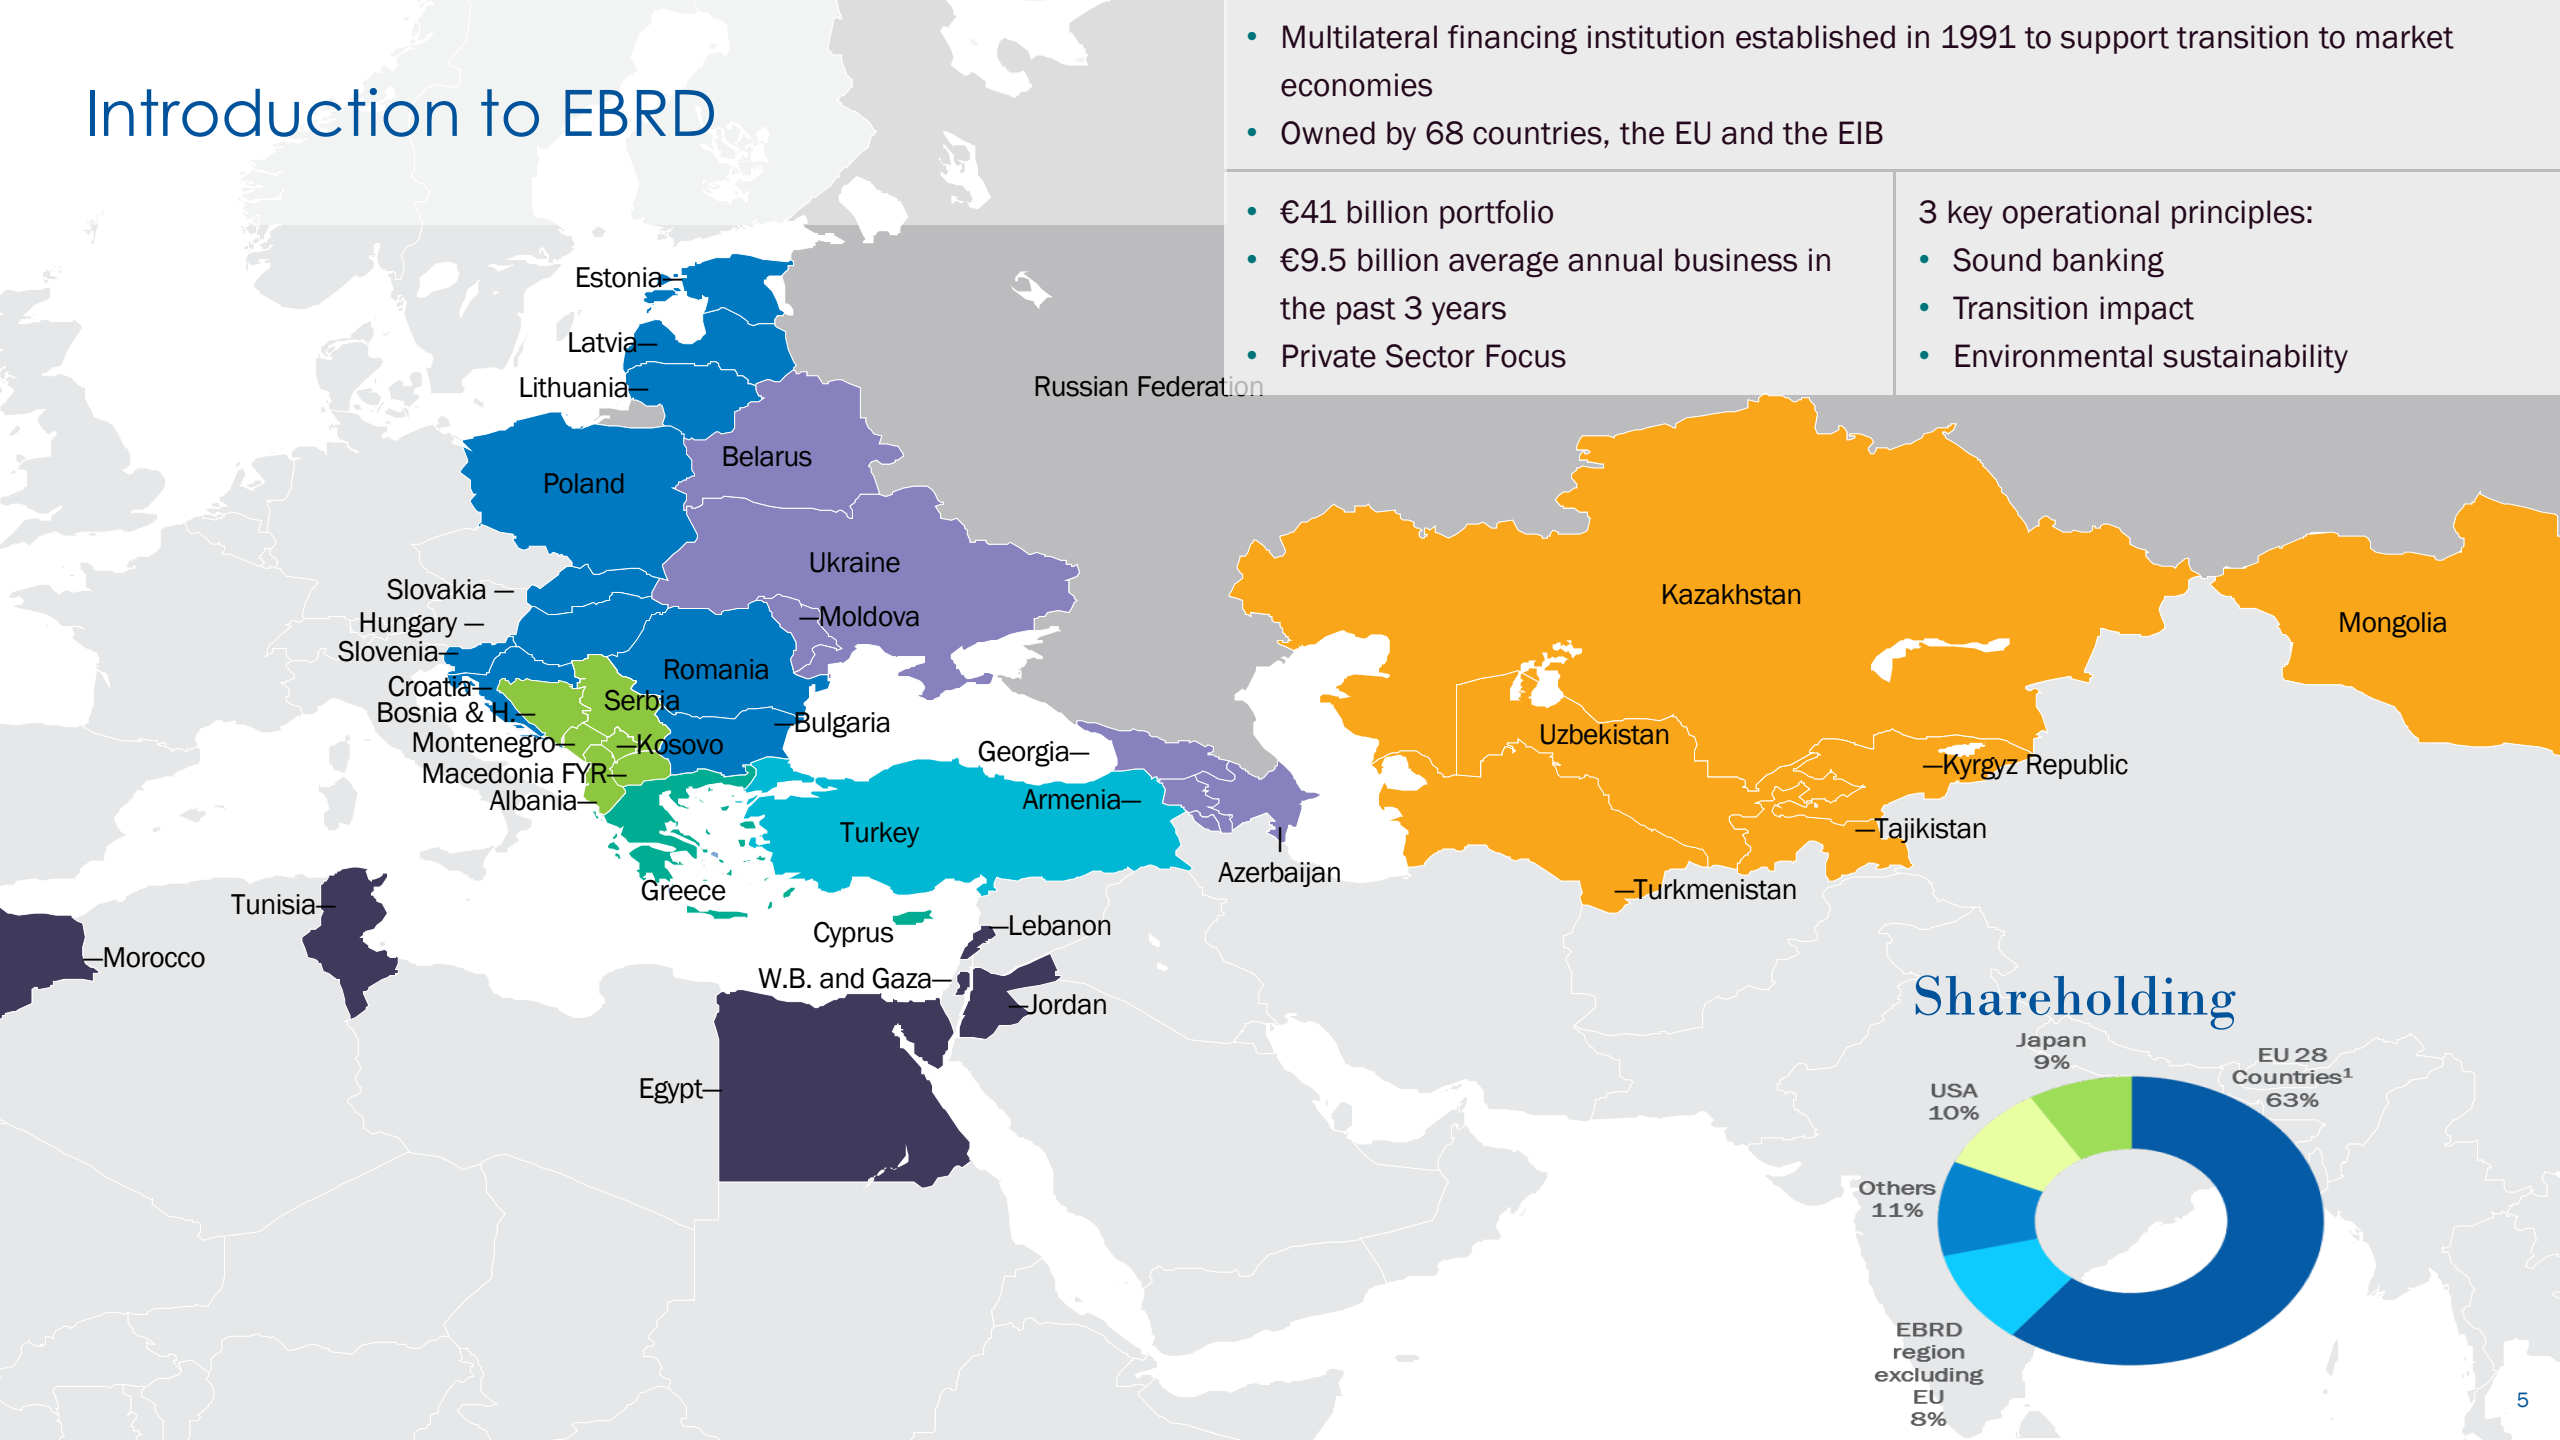 Introduction to EBRD
• Multilateral financing institution established in 1991 to support transition to market
economies
• Owned by 68 countries, the EU and the EIB
• €41 billion portfolio
• €9.5 billion average annual business in
the past 3 years
• Private Sector Focus
3 key operational principles:
• Sound banking
• Transition impact
• Environmental sustainability
Estonia
Latvia
Lithuania
Russian Federation
Belarus
Poland
Ukraine
Slovakia
Kazakhstan
Hungary
Moldova
Mongolia
Slovenia
Romania
Croatia
Serbia
Bosnia & H.
Bulgaria
Uzbekistan
Montenegro
Kosovo
Georgia
Kyrgyz Republic
Macedonia FYR
Albania
Armenia
Turkey
Tajikistan
Azerbaijan
Greece
Turkmenistan
Tunisia
Cyprus
Lebanon
Morocco
W.B. and Gaza
Jordan
Egypt
Shareholding
Japan
9%
EU 28
Countries¹
63%
USA
10%
Others
11%
EBRD
region
excluding
EU
8%
5